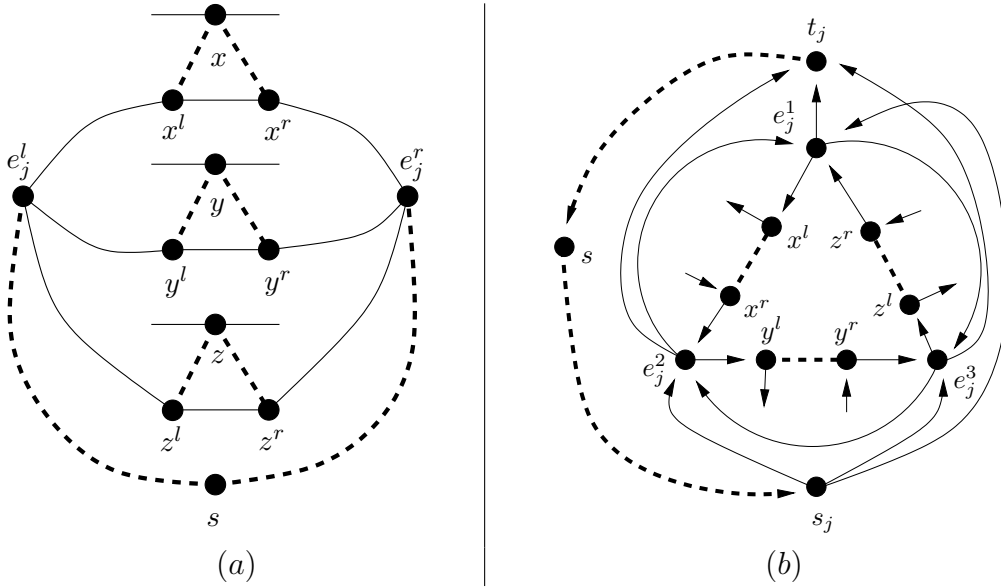 x
x^l x^r
e_j^l e_j^r
y
y^l y^r
z
z^l z^r
s
(a)
t_j
e_j^1
x^l z^r
s
x^r z^l
y^l y^r
e_j^2 e_j^3
s_j
(b)